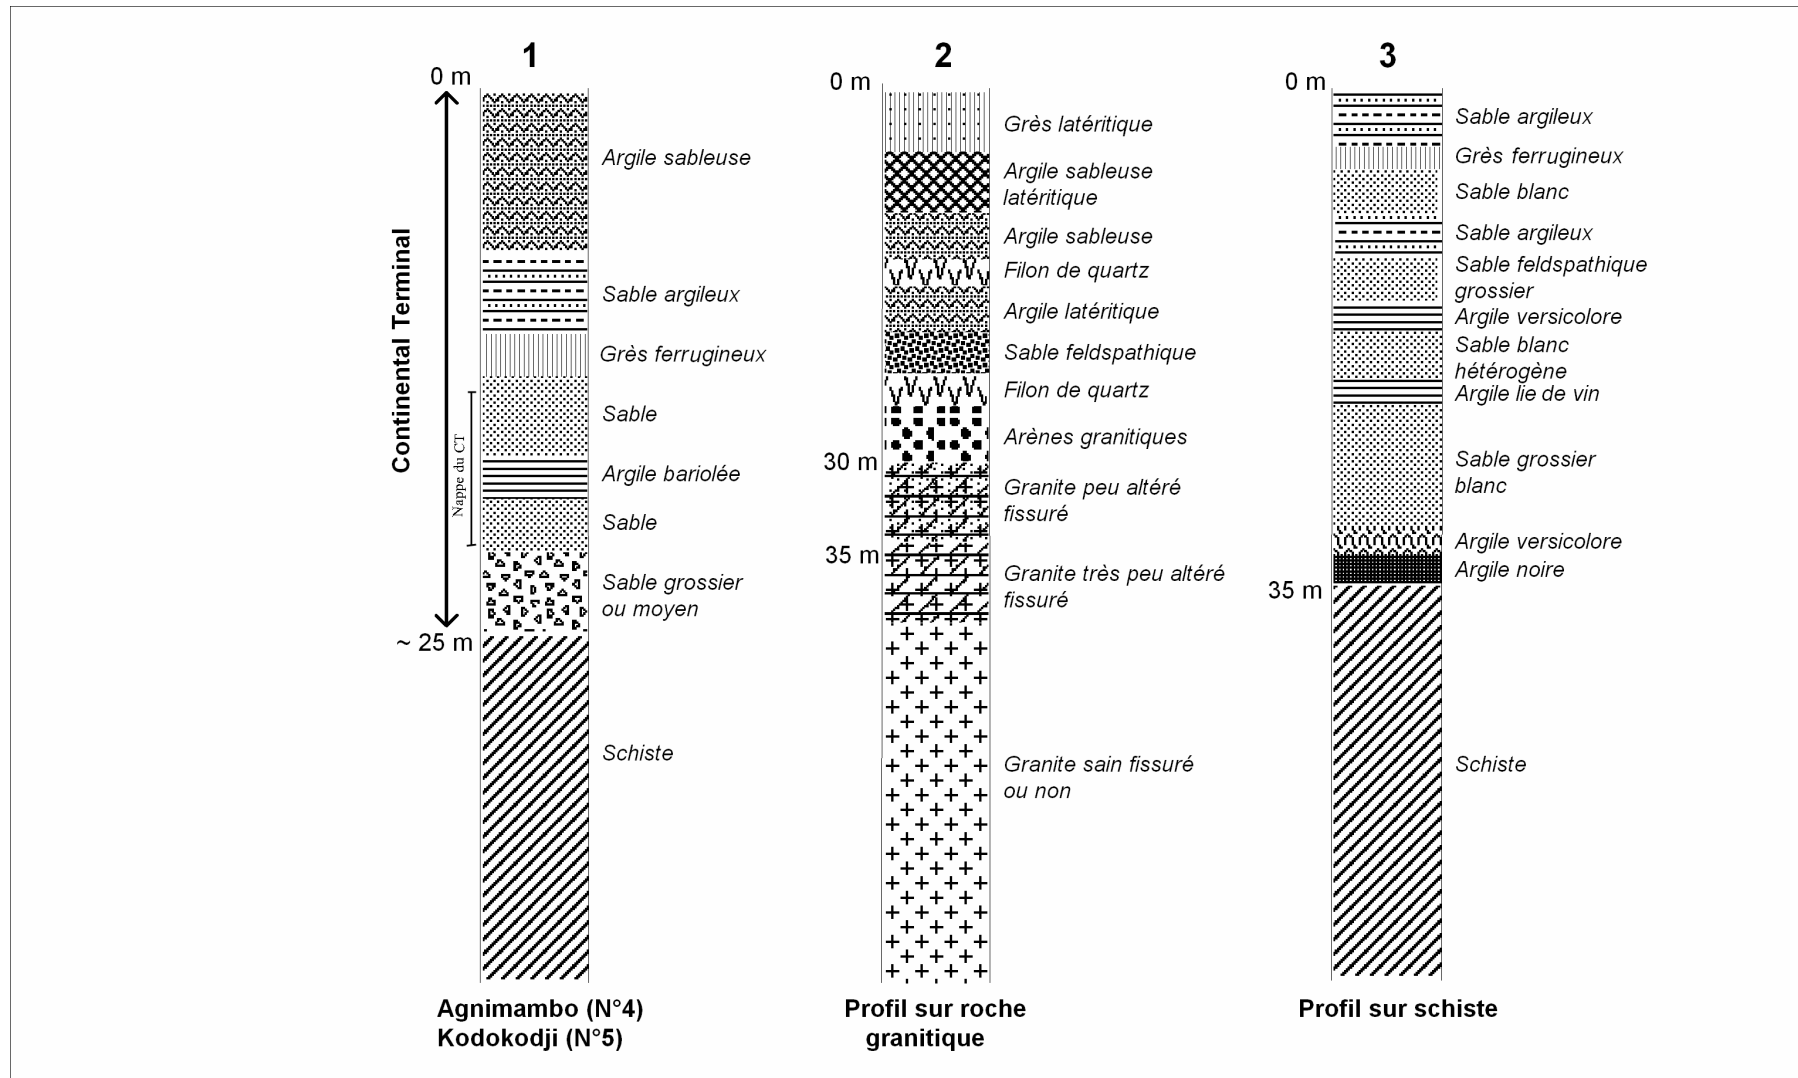 1
0 m
Continental Terminal
Argile sableuse
Sable argileux
Grès ferrugineux
Nappe du CT
Sable
Argile bariolée
Sable
Sable grossier
ou moyen
~ 25 m
Schiste
Agnimambo (N°4)
Kodokodji (N°5)
2
0 m
Grès latéritique
Argile sableuse
latéritique
Argile sableuse
Filon de quartz
Argile latéritique
Sable feldspathique
Filon de quartz
Arènes granitiques
30 m
Granite peu altéré
fissuré
35 m
Granite très peu altéré
fissuré
Granite sain fissuré
ou non
Profil sur roche
granitique
3
0 m
Sable argileux
Grès ferrugineux
Sable blanc
Sable argileux
Sable feldspathique
grossier
Argile versicolore
Sable blanc
hétérogène
Argile lie de vin
Sable grossier
blanc
Argile versicolore
Argile noire
35 m
Schiste
Profil sur schiste